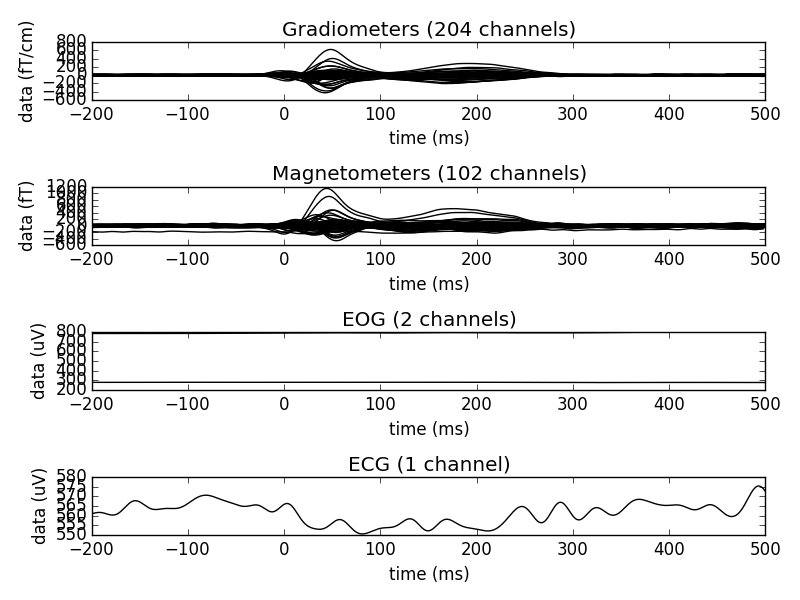 Gradiometers (204 channels)
data (fT/cm)
800
600
400
200
0
−200
−400
−600
−200 −100 0 100 200 300 400 500
time (ms)
Magnetometers (102 channels)
data (fT)
1200
1000
800
600
400
200
0
−200
−400
−600
−200 −100 0 100 200 300 400 500
time (ms)
EOG (2 channels)
data (uV)
800
700
600
500
400
300
200
−200 −100 0 100 200 300 400 500
time (ms)
ECG (1 channel)
data (uV)
580
575
570
565
560
555
550
−200 −100 0 100 200 300 400 500
time (ms)